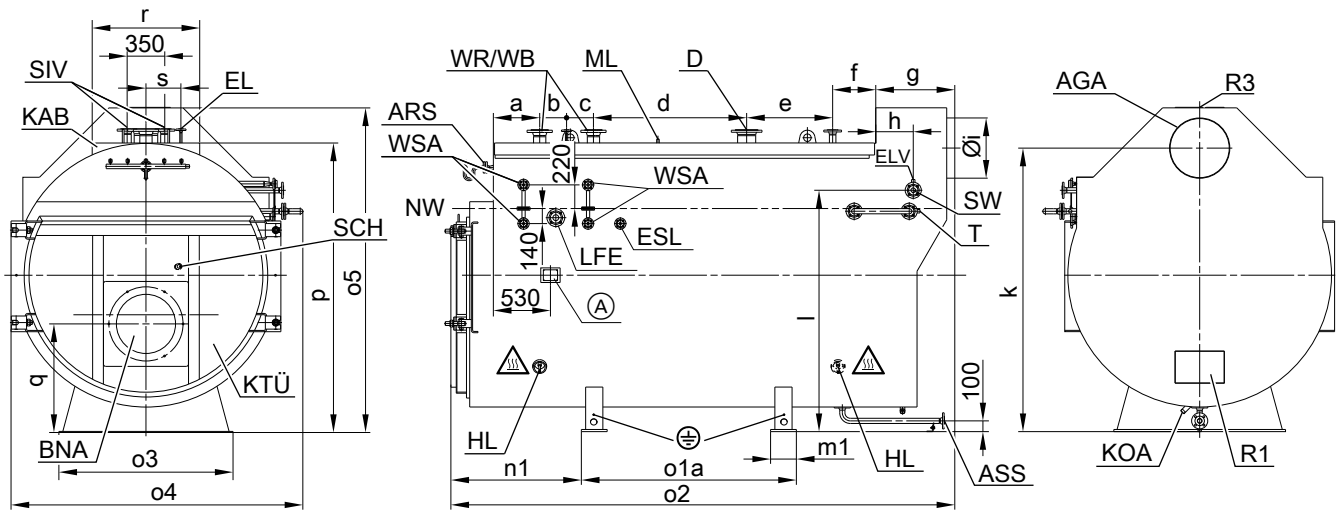 r
350
SIV
s
EL
KAB
SCH
p
o5
q
KTÜ
BNA
o3
o4
WR/WB
ML
D
f
g
ARS
a
b
c
d
e
h
Øi
WSA
220
WSA
ELV
SW
NW
T
140
LFE
ESL
530
A
l
100
HL
HL
m1
n1
o1a
o2
ASS
AGA
R3
k
KOA
R1